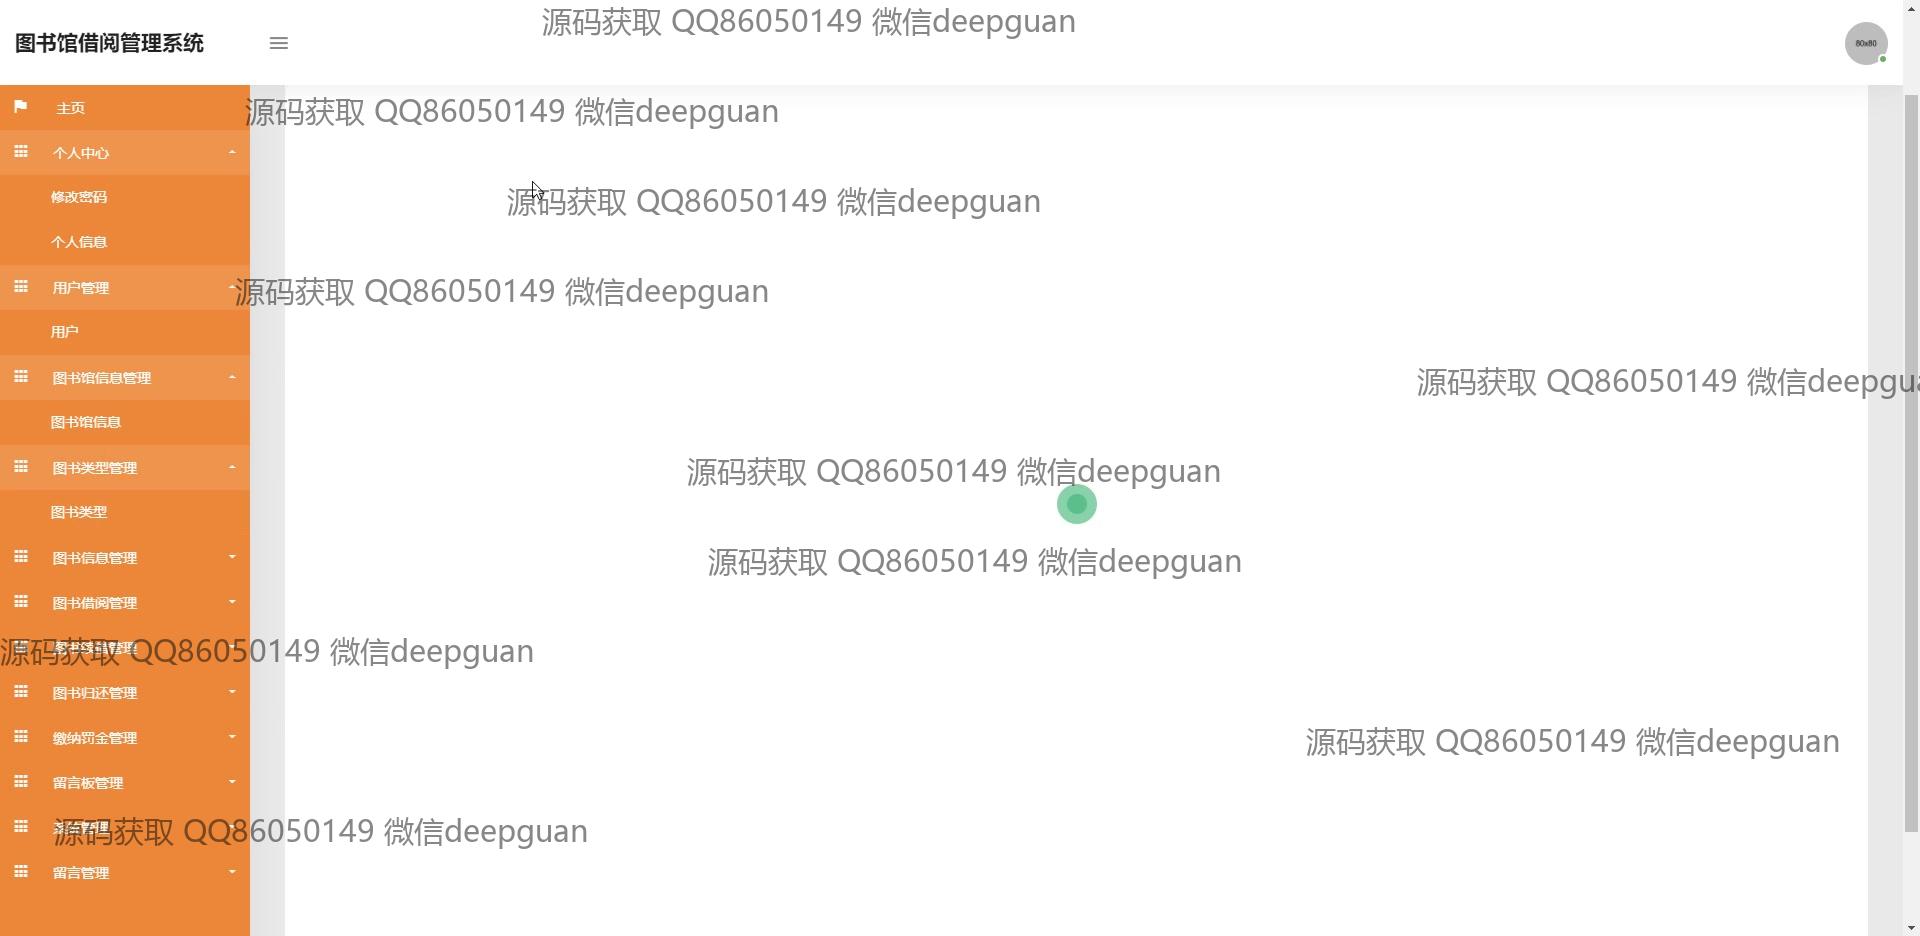 源码获取 QQ86050149 微信deepguan
图书馆借阅管理系统
80x80
主页
源码获取 QQ86050149 微信deepguan
个人中心
修改密码
源码获取 QQ86050149 微信deepguan
个人信息
用户管理
源码获取 QQ86050149 微信deepguan
用户
图书馆信息管理
源码获取 QQ86050149 微信deepgua
图书馆信息
图书类型管理
源码获取 QQ86050149 微信deepguan
图书类型
图书信息管理
源码获取 QQ86050149 微信deepguan
图书借阅管理
源码获取 QQ86050149 微信deepguan
图书归还管理
缴纳罚金管理
源码获取 QQ86050149 微信deepguan
留言板管理
源码获取 QQ86050149 微信deepguan
留言管理